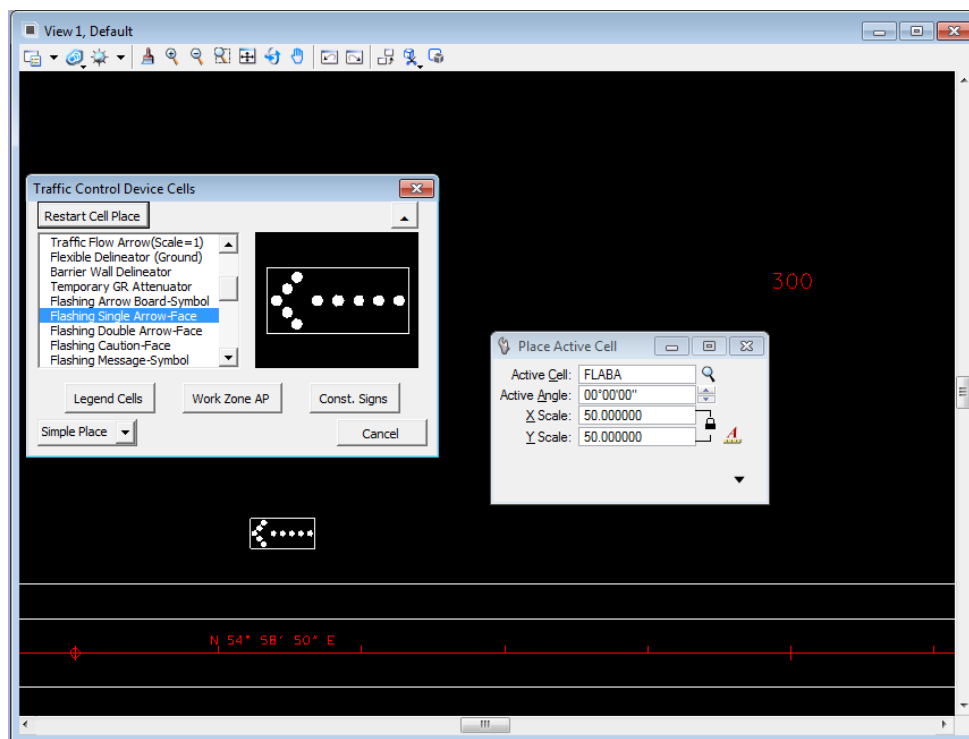 View 1, Default
Traffic Control Device Cells
Restart Cell Place
Traffic Flow Arrow(Scale=1)
Flexible Delineator (Ground)
Barrier Wall Delineator
Temporary GR Attenuator
Flashing Arrow Board-Symbol
Flashing Single Arrow-Face
Flashing Double Arrow-Face
Flashing Caution-Face
Flashing Message-Symbol
Legend Cells
Work Zone AP
Const. Signs
Simple Place
Cancel
300
Place Active Cell
Active Cell: FLABA
Active Angle: 00°00'00"
X Scale: 50.000000
Y Scale: 50.000000
N 54° 58' 50" E